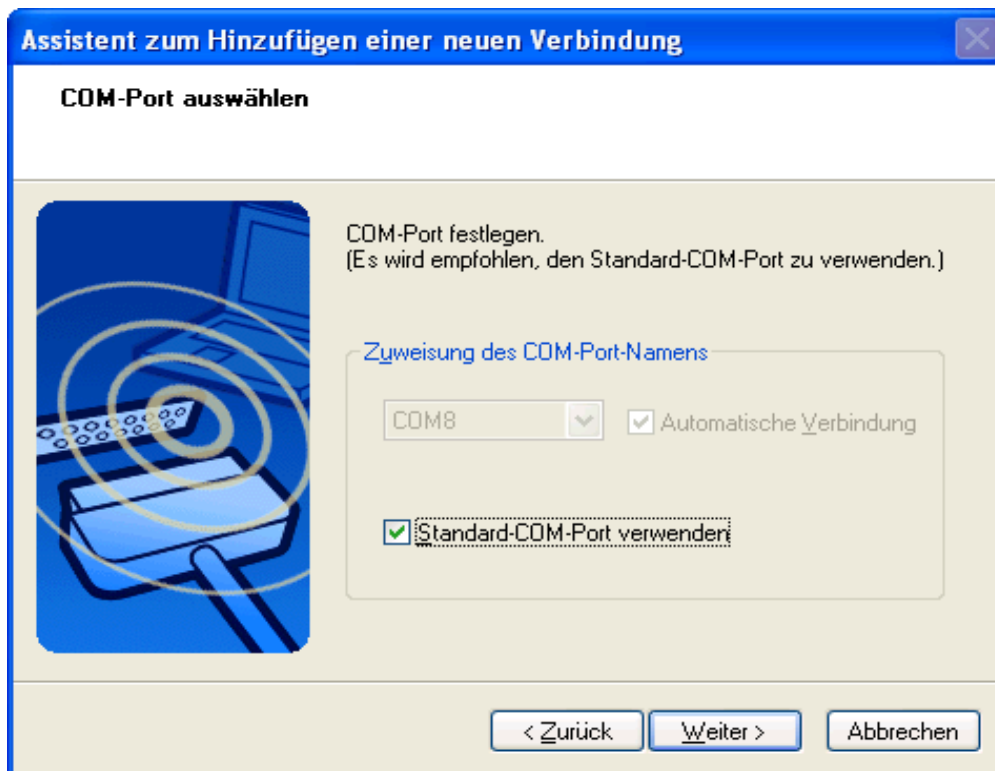 Assistent zum Hinzufügen einer neuen Verbindung
COM-Port auswählen
COM-Port festlegen.
(Es wird empfohlen, den Standard-COM-Port zu verwenden.)
Zuweisung des COM-Port-Namens
COM8
Automatische Verbindung
Standard-COM-Port verwenden
< Zurück
Weiter >
Abbrechen